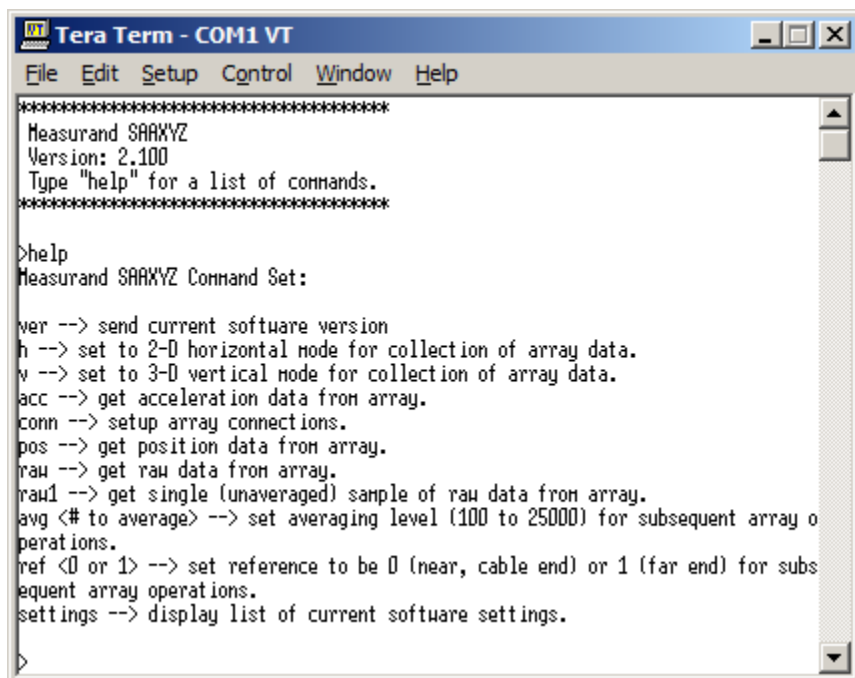 Tera Term - COM1 VT
File Edit Setup Control Window Help
***************************************
Measurand SAAXYZ
Version: 2.100
Type "help" for a list of commands.
***************************************
>help
Measurand SAAXYZ Command Set:
ver --> send current software version
h --> set to 2-D horizontal mode for collection of array data.
v --> set to 3-D vertical mode for collection of array data.
acc --> get acceleration data from array.
conn --> setup array connections.
pos --> get position data from array.
raw --> get raw data from array.
raw1 --> get single (unaveraged) sample of raw data from array.
avg <# to average> --> set averaging level (100 to 25000) for subsequent array o
perations.
ref <0 or 1> --> set reference to be 0 (near, cable end) or 1 (far end) for subs
equent array operations.
settings --> display list of current software settings.
>